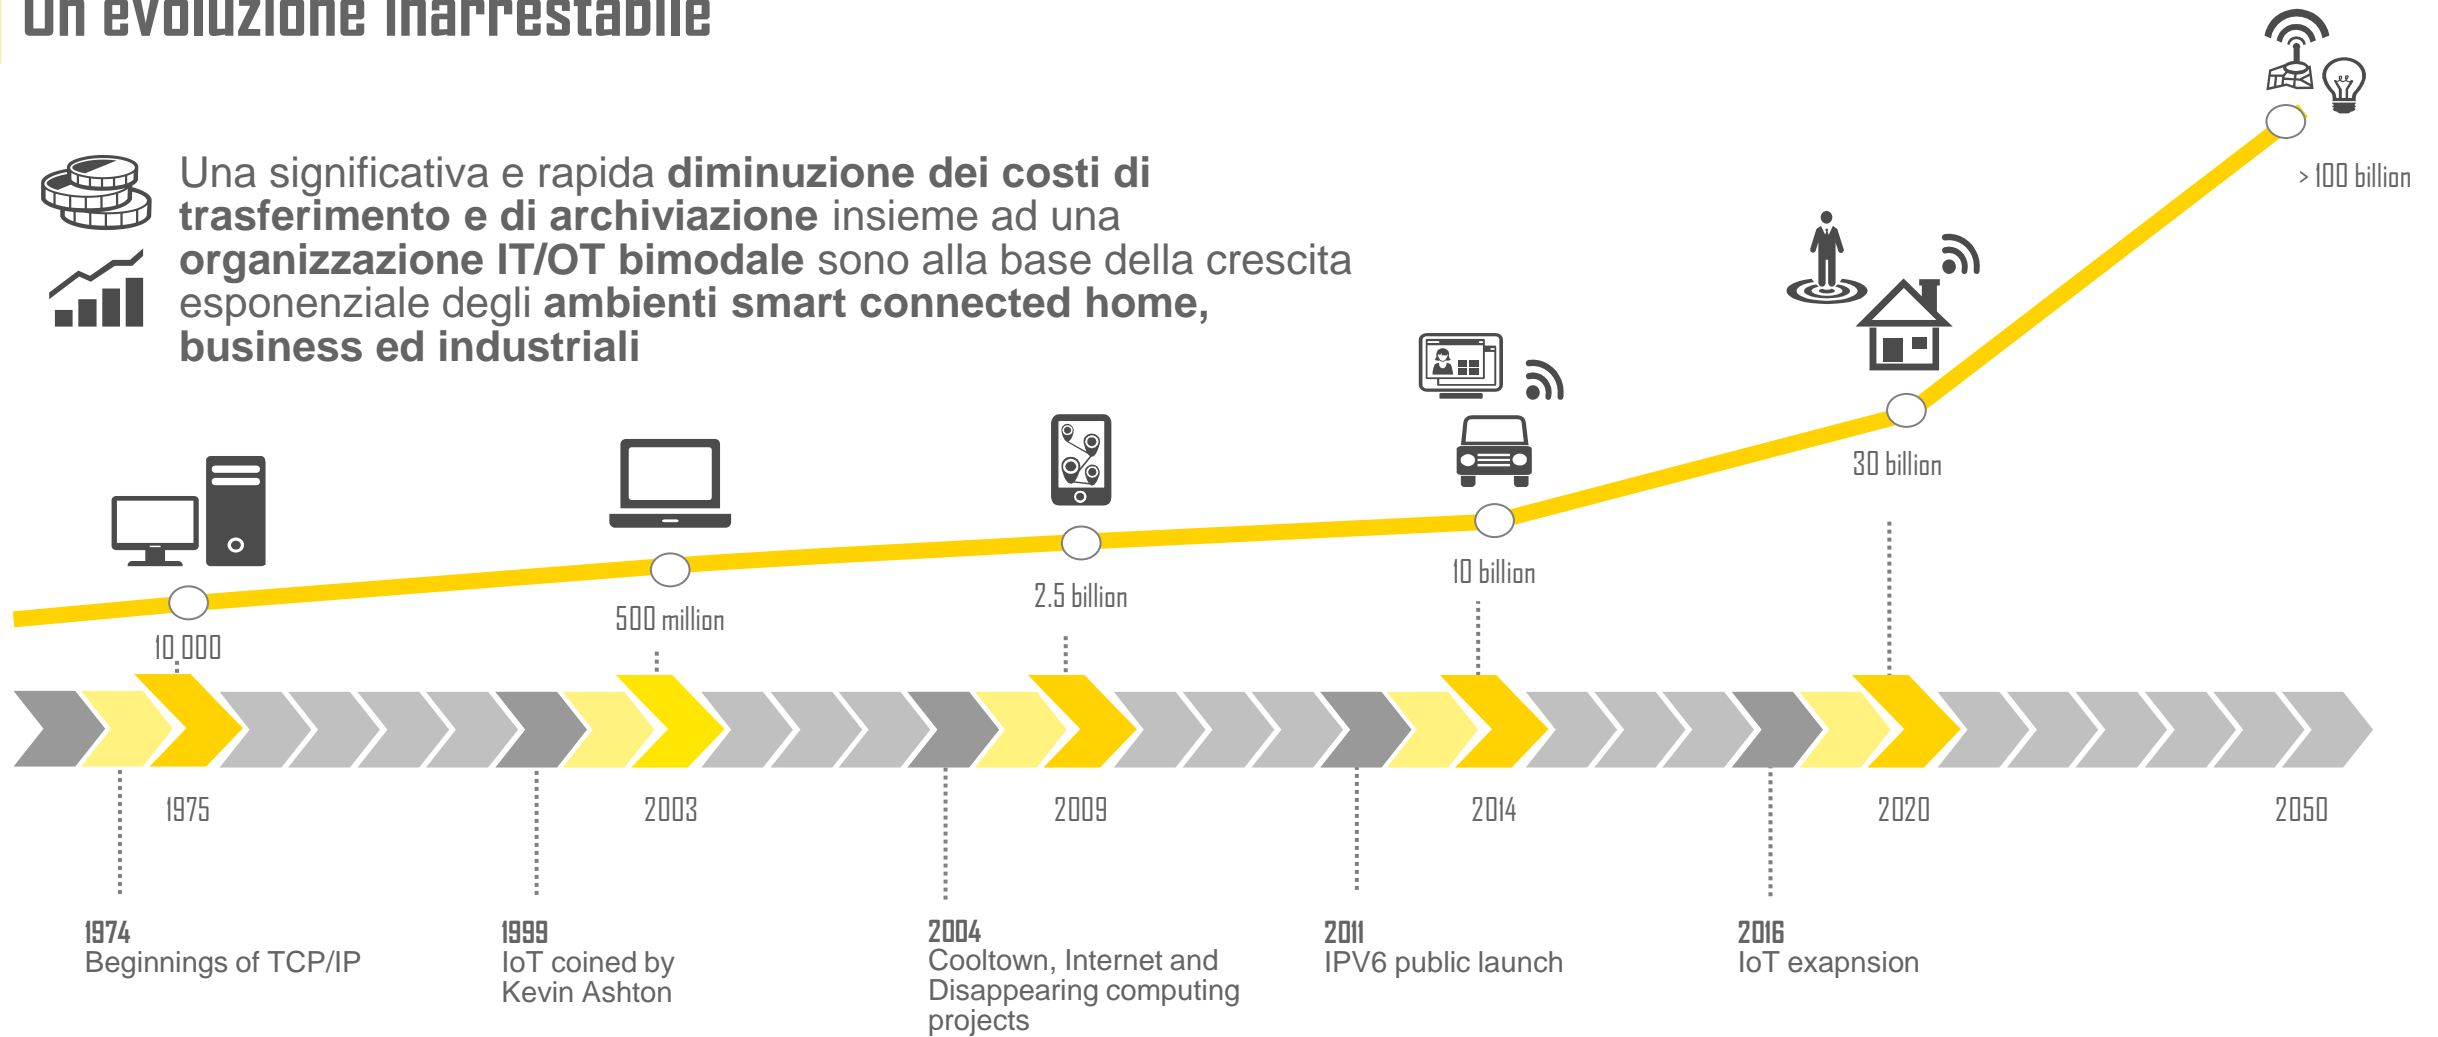 Un evoluzione inarrestabile
Una significativa e rapida diminuzione dei costi di
trasferimento e di archiviazione insieme ad una
organizzazione IT/OT bimodale sono alla base della crescita
esponenziale degli ambienti smart connected home,
business ed industriali
> 100 billion
30 billion
10 billion
2.5 billion
500 million
10 000
1975
2003
2009
2014
2020
2050
1974
Beginnings of TCP/IP
1999
IoT coined by
Kevin Ashton
2004
Cooltown, Internet and
Disappearing computing
projects
2011
IPV6 public launch
2016
IoT exapnsion